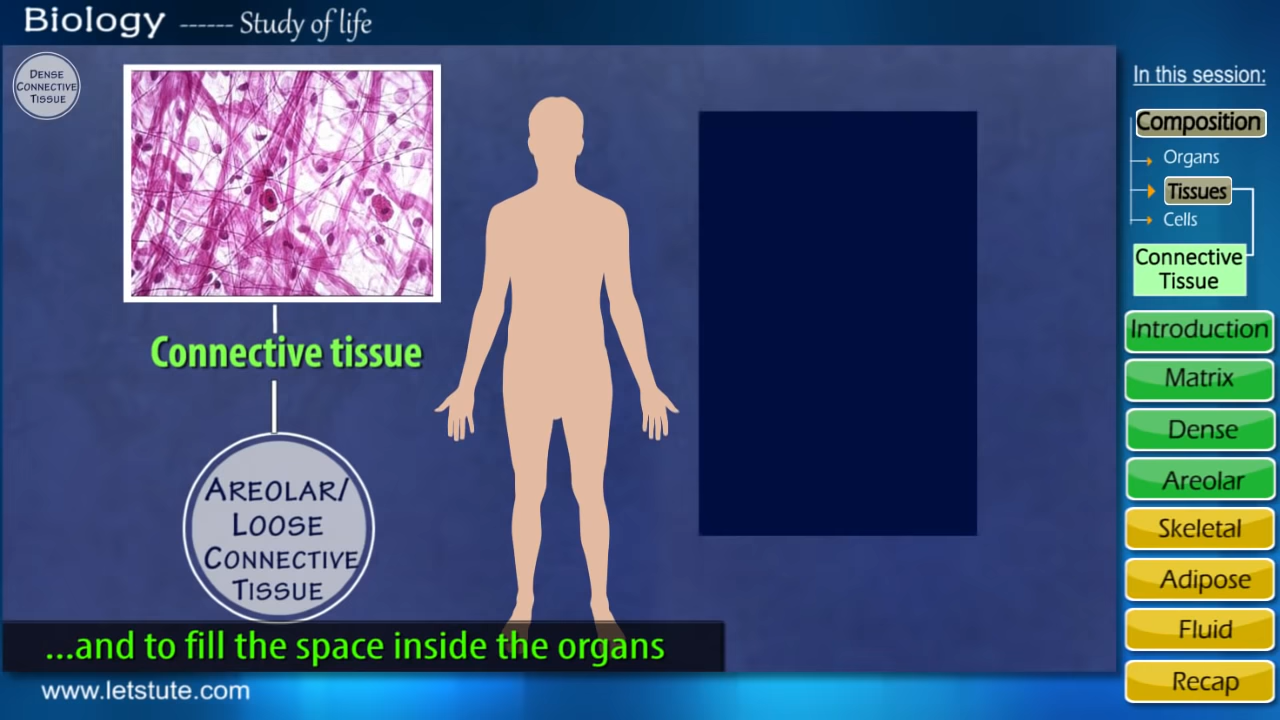 Biology ------ Study of life
DENSE
CONNECTIVE
TISSUE
Connective tissue
AREOLAR/
LOOSE
CONNECTIVE
TISSUE
...and to fill the space inside the organs
www.letstute.com
In this session:
Composition
Organs
Tissues
Cells
Connective
Tissue
Introduction
Matrix
Dense
Areolar
Skeletal
Adipose
Fluid
Recap